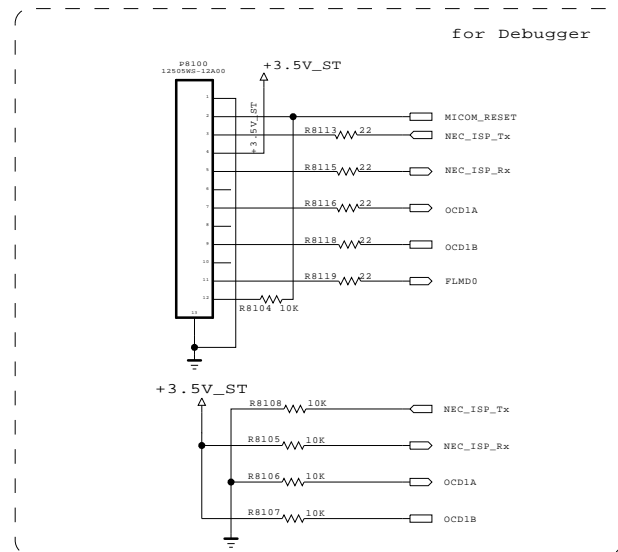 for Debugger
P8100
12505WS-12A00
+3.5V_ST
1
+3.5V_ST
2
MICOM_RESET
3
R8113 22
NEC_ISP_Tx
4
5
R8115 22
NEC_ISP_Rx
6
7
R8116 22
OCD1A
8
9
R8118 22
OCD1B
10
11
R8119 22
FLMD0
12
R8104 10K
13
+3.5V_ST
R8108 10K
NEC_ISP_Tx
R8105 10K
NEC_ISP_Rx
R8106 10K
OCD1A
R8107 10K
OCD1B